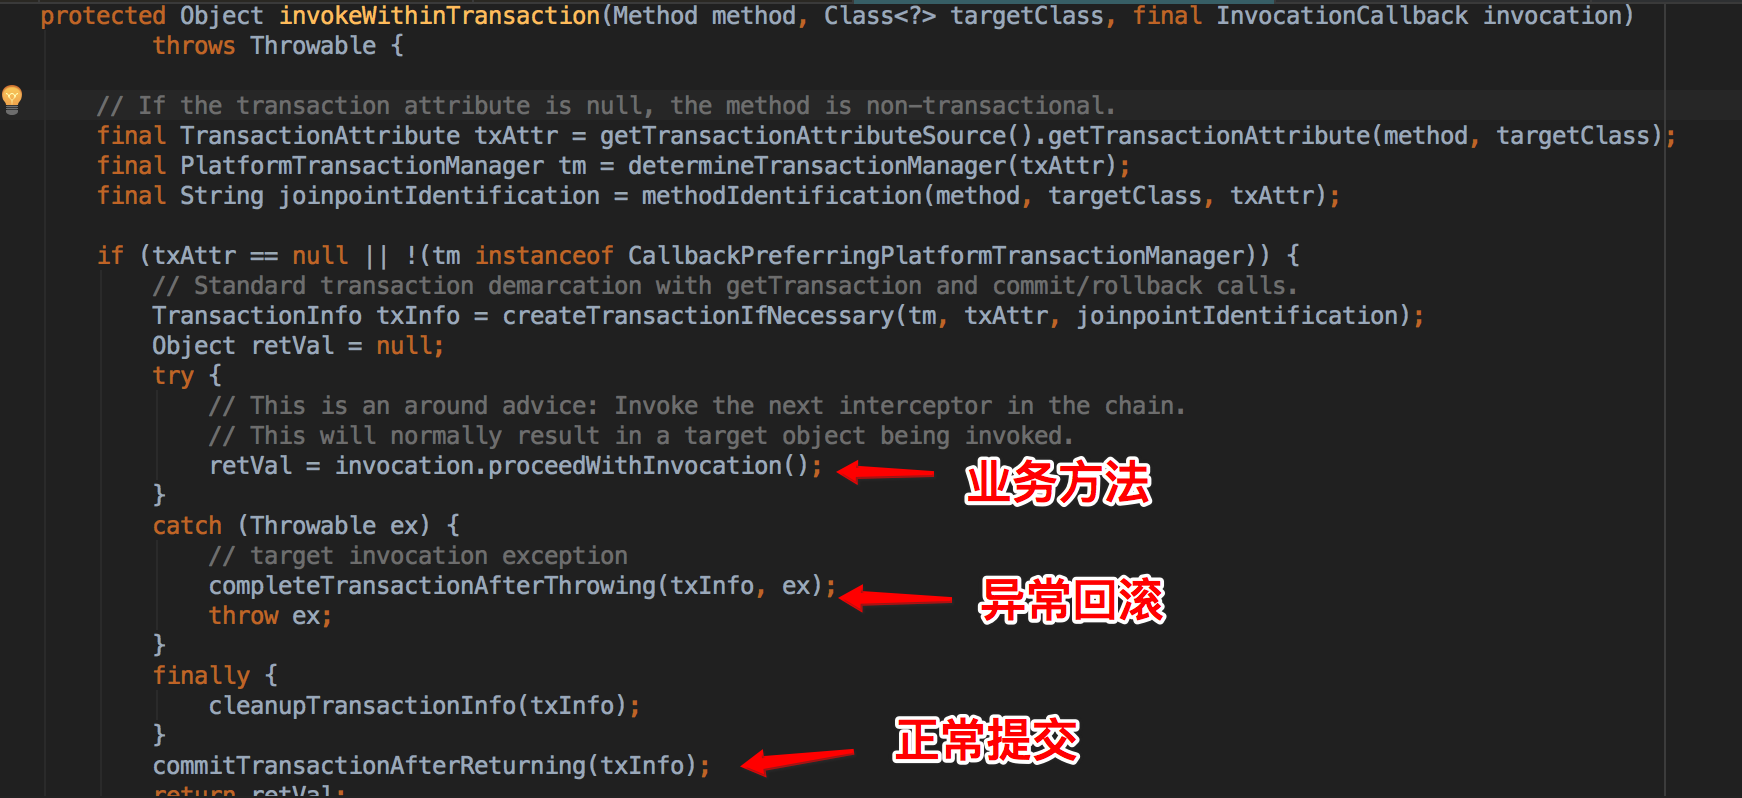 protected Object invokeWithinTransaction(Method method, Class<?> targetClass, final InvocationCallback invocation)
throws Throwable {
// If the transaction attribute is null, the method is non-transactional.
final TransactionAttribute txAttr = getTransactionAttributeSource().getTransactionAttribute(method, targetClass);
final PlatformTransactionManager tm = determineTransactionManager(txAttr);
final String joinpointIdentification = methodIdentification(method, targetClass, txAttr);
if (txAttr == null || !(tm instanceof CallbackPreferringPlatformTransactionManager)) {
// Standard transaction demarcation with getTransaction and commit/rollback calls.
TransactionInfo txInfo = createTransactionIfNecessary(tm, txAttr, joinpointIdentification);
Object retVal = null;
try {
// This is an around advice: Invoke the next interceptor in the chain.
// This will normally result in a target object being invoked.
retVal = invocation.proceedWithInvocation(); 业务方法
}
catch (Throwable ex) {
// target invocation exception
completeTransactionAfterThrowing(txInfo, ex); 异常回滚
throw ex;
}
finally {
cleanupTransactionInfo(txInfo);
}
commitTransactionAfterReturning(txInfo); 正常提交
return retVal;